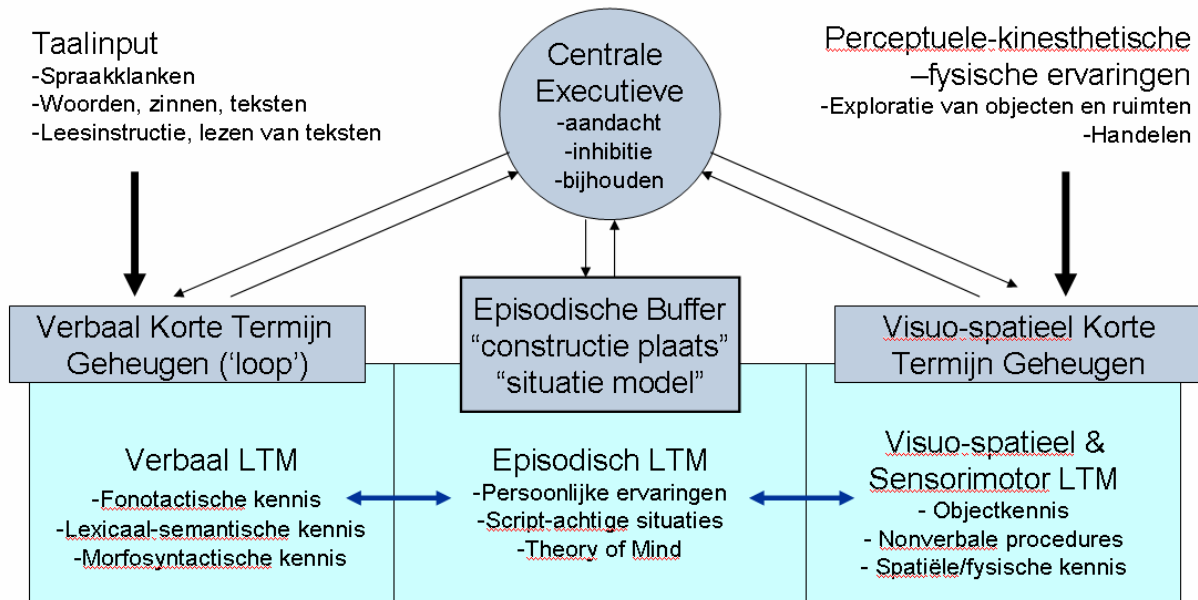 Taalinput
-Spraakklanken
-Woorden, zinnen, teksten
-Leesinstructie, lezen van teksten
Centrale
Executieve
-aandacht
-inhibitie
-bijhouden
Perceptuele-kinesthetische
–fysische ervaringen
-Exploratie van objecten en ruimten
-Handelen
Verbaal Korte Termijn
Geheugen (‘loop’)
Episodische Buffer
“constructie plaats”
“situatie model”
Visuo-spatieel Korte
Termijn Geheugen
Verbaal LTM
-Fonotactische kennis
-Lexicaal-semantische kennis
-Morfosyntactische kennis
Episodisch LTM
-Persoonlijke ervaringen
-Script-achtige situaties
-Theory of Mind
Visuo-spatieel &
Sensorimotor LTM
- Objectkennis
- Nonverbale procedures
- Spatiële/fysische kennis